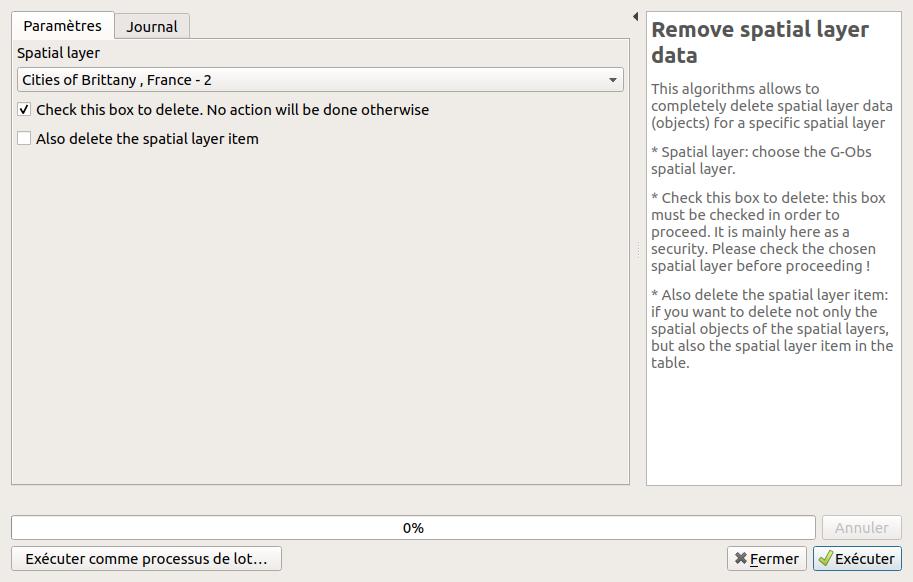 Paramètres
Journal
Spatial layer
Cities of Brittany , France - 2
Check this box to delete. No action will be done otherwise
Also delete the spatial layer item
Remove spatial layer
data
This algorithms allows to
completely delete spatial layer data
(objects) for a specific spatial layer
* Spatial layer: choose the G-Obs
spatial layer.
* Check this box to delete: this box
must be checked in order to
proceed. It is mainly here as a
security. Please check the chosen
spatial layer before proceeding !
* Also delete the spatial layer item:
if you want to delete not only the
spatial objects of the spatial layers,
but also the spatial layer item in the
table.
0%
Annuler
Exécuter comme processus de lot…
Fermer
Exécuter